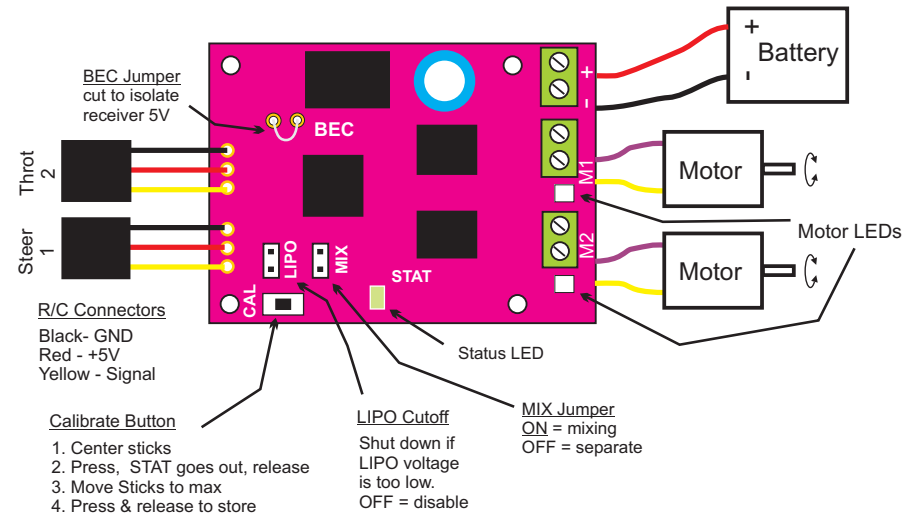 BEC Jumper
cut to isolate
receiver 5V
BEC
Throt
2
Steer
1
R/C Connectors
Black- GND
Red - +5V
Yellow - Signal
Calibrate Button
1. Center sticks
2. Press, STAT goes out, release
3. Move Sticks to max
4. Press & release to store
CAL
LIPO
MIX
STAT
Status LED
LIPO Cutoff
Shut down if
LIPO voltage
is too low.
OFF = disable
MIX Jumper
ON = mixing
OFF = separate
+
-
M1
M2
+
Battery
-
Motor
Motor
Motor LEDs